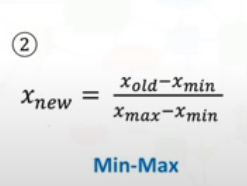 ②
x_new = (x_old − x_min) / (x_max − x_min)
Min-Max